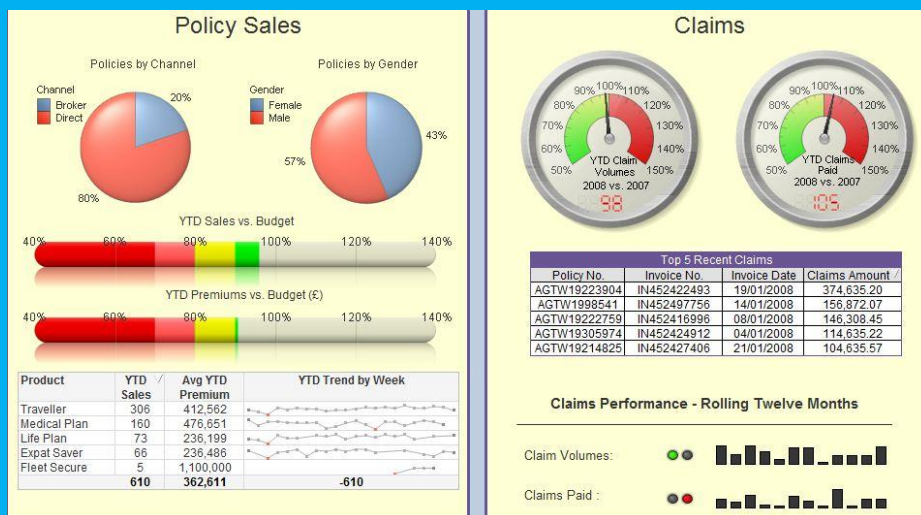 Policy Sales
Policies by Channel
Policies by Gender
Channel
Broker
Direct
20%
80%
Gender
Female
Male
43%
57%
YTD Sales vs. Budget
40% 60% 80% 100% 120% 140%
YTD Premiums vs. Budget (£)
40% 60% 80% 100% 120% 140%
Product YTD Sales / Avg YTD Premium YTD Trend by Week
Traveller 306 412,562
Medical Plan 160 476,651
Life Plan 73 236,199
Expat Saver 66 236,486
Fleet Secure 5 1,100,000
610 362,611 -610
Claims
50% 60% 70% 80% 90% 100% 110% 120% 130% 140% 150%
YTD Claim
Volumes
2008 vs. 2007
98
50% 60% 70% 80% 90% 100% 110% 120% 130% 140% 150%
YTD Claims
Paid
2008 vs. 2007
105
Top 5 Recent Claims
Policy No. Invoice No. Invoice Date Claims Amount /
AGTW19223904 IN452422493 19/01/2008 374,635.20
AGTW1998541 IN452497756 14/01/2008 156,872.07
AGTW19222759 IN452416996 08/01/2008 146,308.45
AGTW19305974 IN452424912 04/01/2008 114,635.22
AGTW19214825 IN452427406 21/01/2008 104,635.57
Claims Performance - Rolling Twelve Months
Claim Volumes:
Claims Paid :